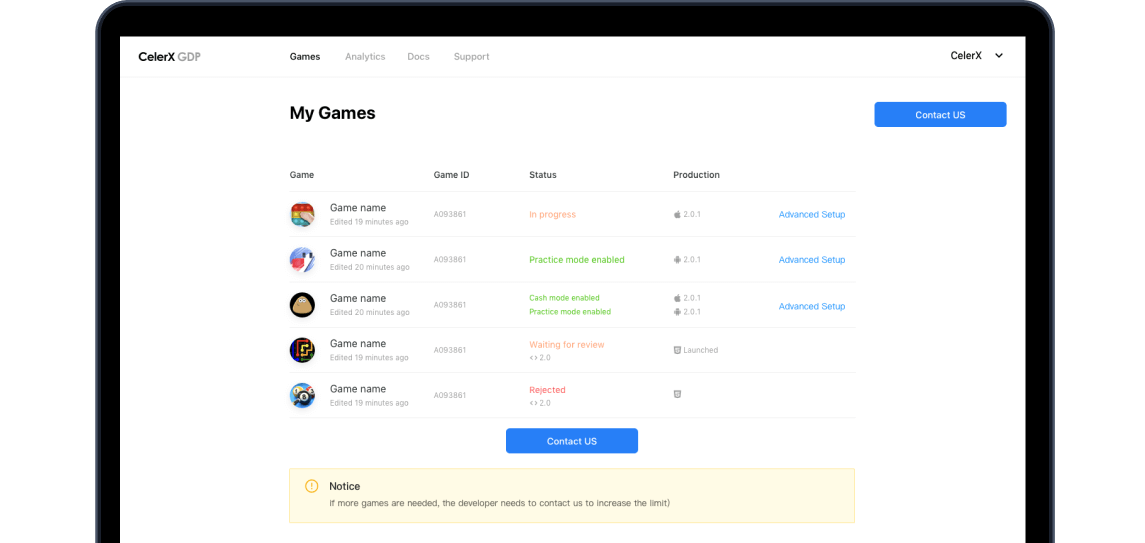 CelerX GDP Games Analytics Docs Support CelerX
My Games
Contact US
Game Game ID Status Production
Game name
Edited 19 minutes ago
A093861
In progress
2.0.1
Advanced Setup
Game name
Edited 20 minutes ago
A093861
Practice mode enabled
2.0.1
Advanced Setup
Game name
Edited 20 minutes ago
A093861
Cash mode enabled
Practice mode enabled
2.0.1
2.0.1
Advanced Setup
Game name
Edited 19 minutes ago
A093861
Waiting for review
<> 2.0
Launched
Game name
Edited 19 minutes ago
A093861
Rejected
<> 2.0
Contact US
Notice
If more games are needed, the developer needs to contact us to increase the limit)